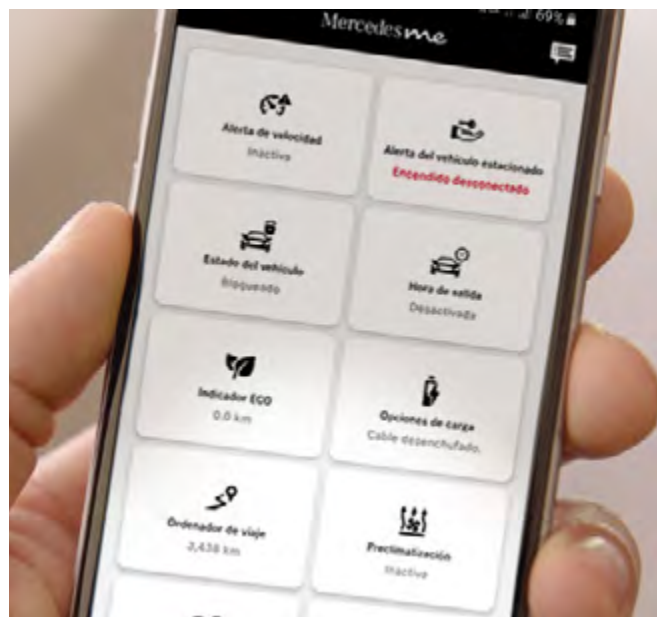 69%
Mercedes me
Alerta de velocidad
Inactiva
Alerta del vehículo estacionado
Encendido desconectado
Estado del vehículo
Bloqueado
Hora de salida
Desactivada
Indicador ECO
0.0 km
Opciones de carga
Cable desenchufado.
Ordenador de viaje
3,438 km
Preclimatización
Inactiva